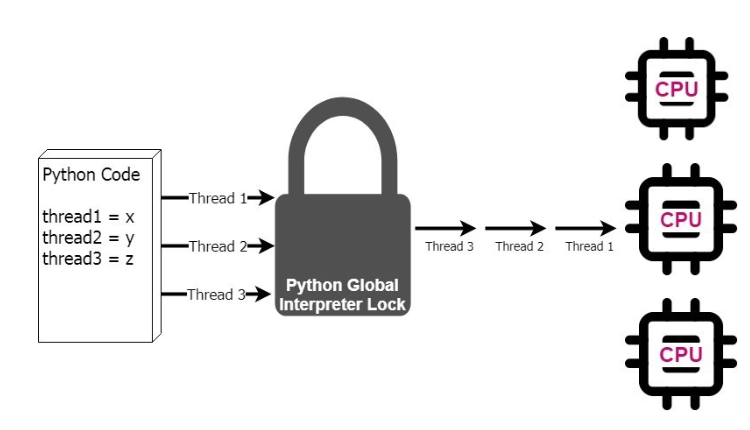 CPU
Python Code
thread1 = x
thread2 = y
thread3 = z
Thread 1
Thread 2
Thread 3
Python Global
Interpreter Lock
Thread 3
Thread 2
Thread 1
CPU
CPU